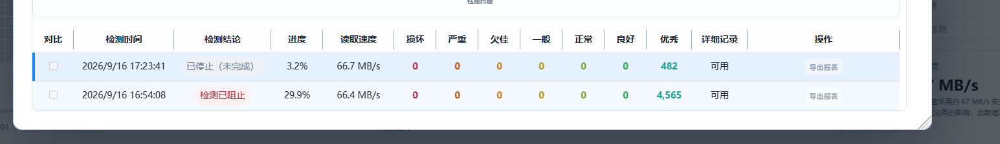 检测日期
对比 检测时间 检测结论 进度 读取速度 损坏 严重 欠佳 一般 正常 良好 优秀 详细记录 操作
2026/9/16 17:23:41 已停止（未完成） 3.2% 66.7 MB/s 0 0 0 0 0 0 482 可用 导出报表
2026/9/16 16:54:08 检测已阻止 29.9% 66.4 MB/s 0 0 0 0 0 0 4,565 可用 导出报表
检测
度
MB/s
盘采用约 67 MB/s 安
业务的影响；此数值
01